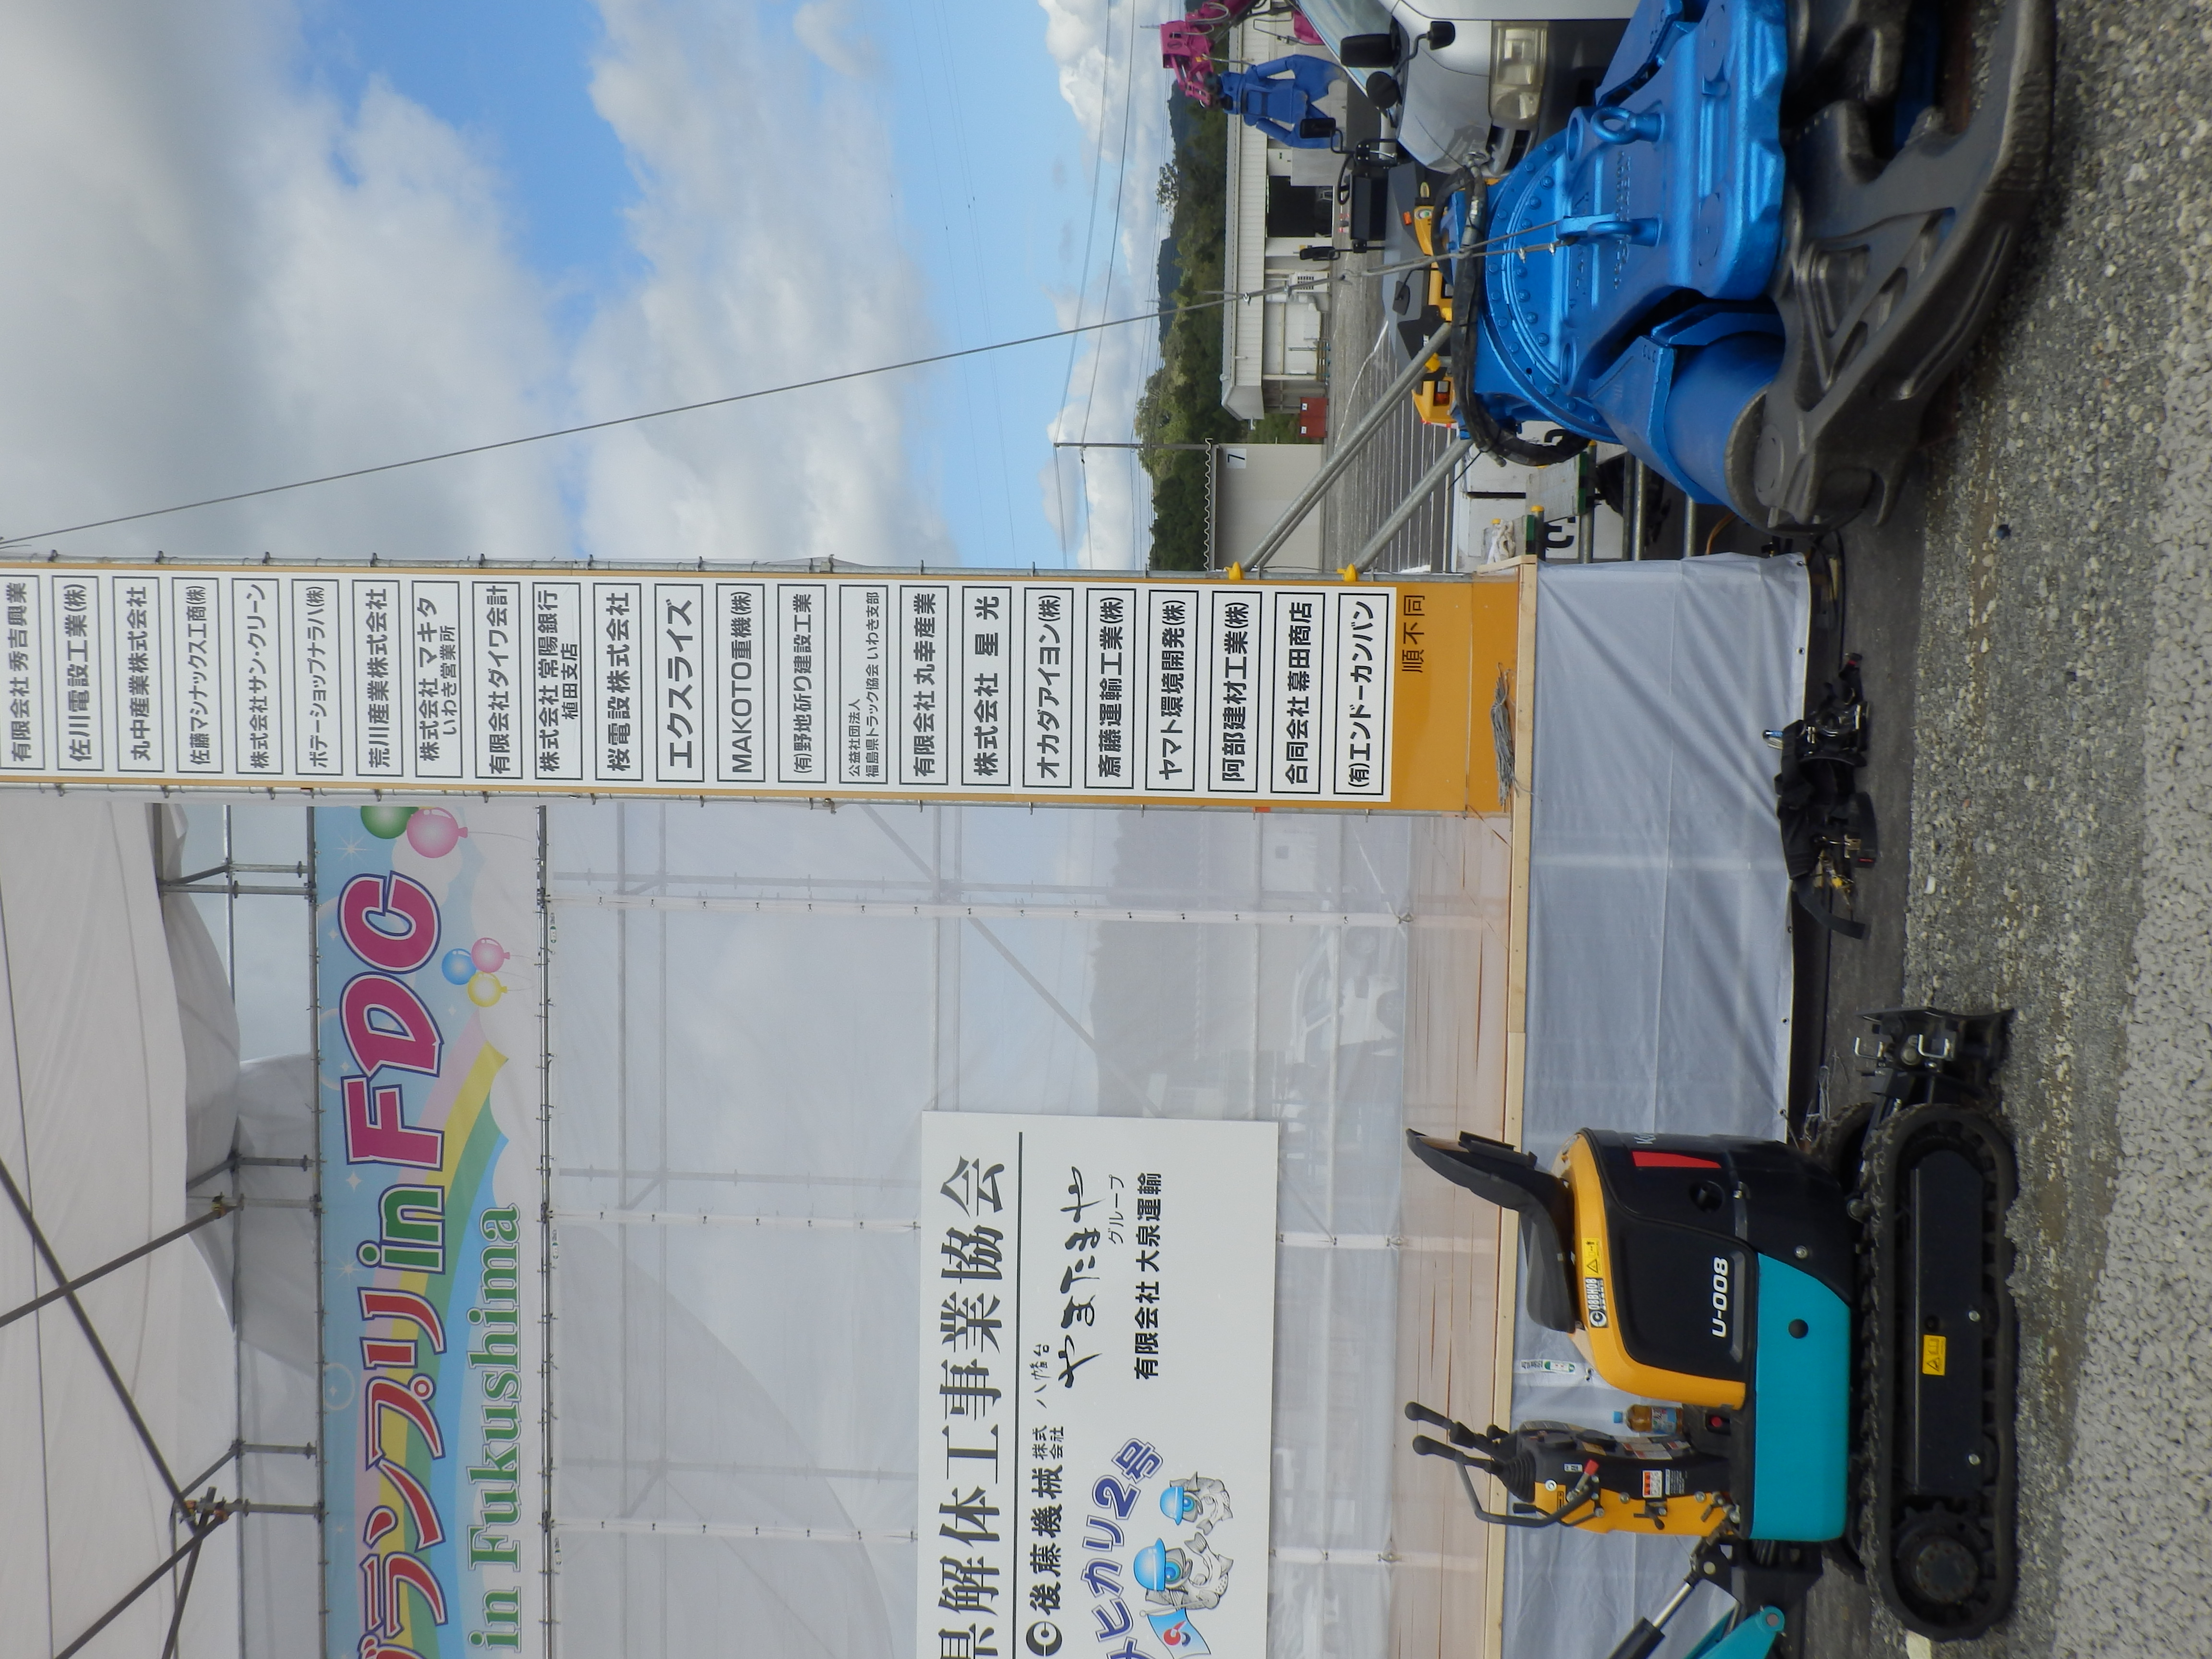 グランプリ in FDC
in Fukushima
県解体工事業協会
後藤機械 株式会社
八幡台
やまたまや
グループ
有限会社 大泉運輸
ヒカリ2号
有限会社 秀吉興業
佐川電設工業(株)
丸中産業株式会社
佐藤マシナックス工商(株)
株式会社サン・クリーン
ボデーショップナラハ(株)
荒川産業株式会社
株式会社 マキタ
いわき営業所
有限会社ダイワ会計
株式会社 常陽銀行
植田支店
桜電設株式会社
エクスライズ
MAKOTO重機(株)
(有)野地斫り建設工業
公益社団法人
福島県トラック協会 いわき支部
有限会社 丸幸産業
株式会社 星光
オカダアイヨン(株)
斎藤運輸工業(株)
ヤマト環境開発(株)
阿部建材工業(株)
合同会社 幕田商店
(有)エンドーカンバン
順不同
7
U-008